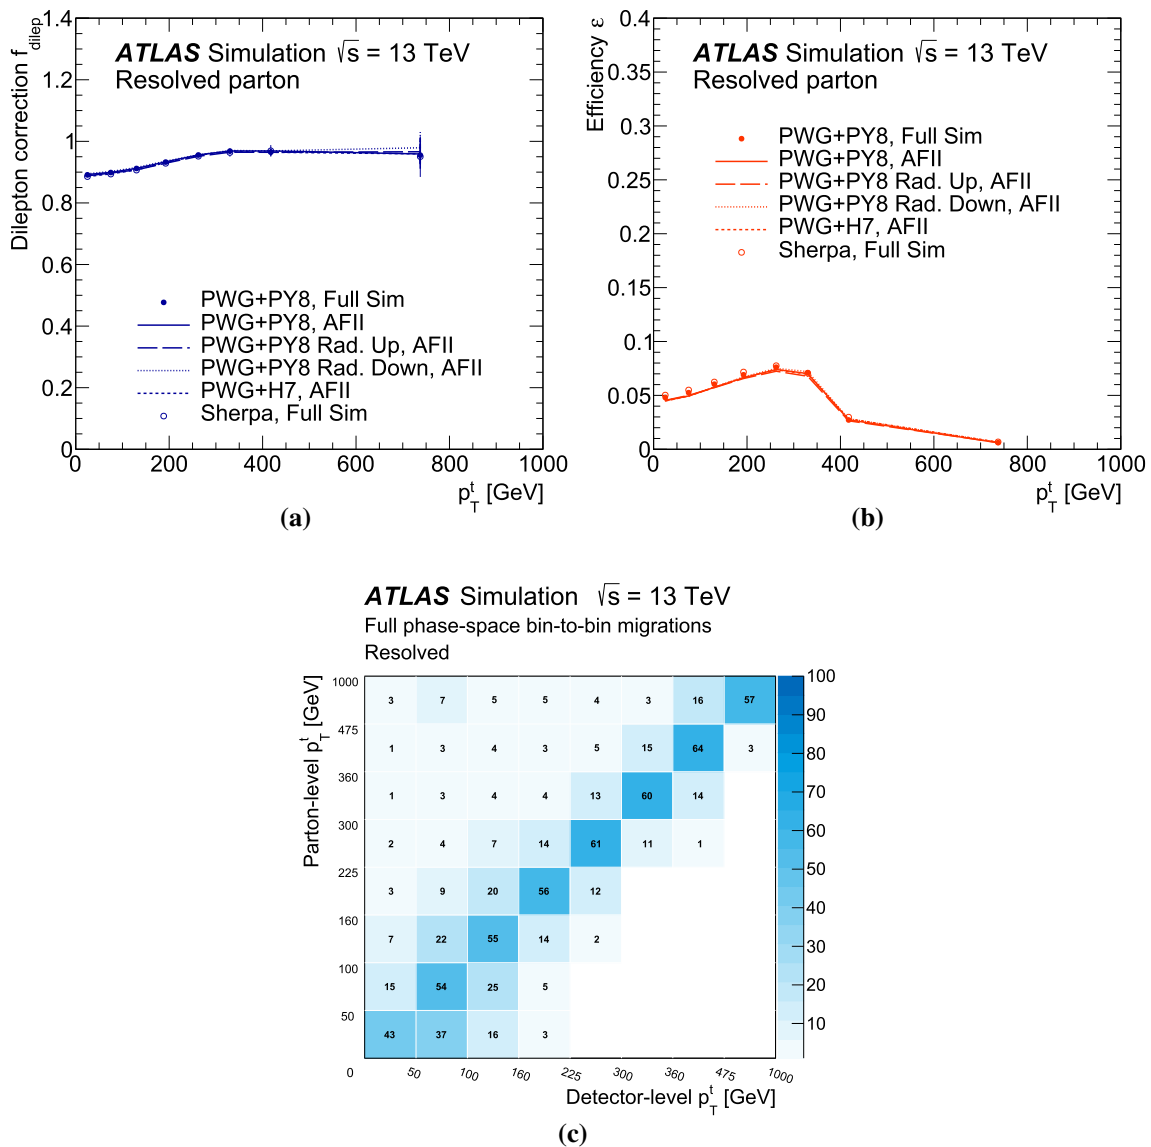 Dilepton correction f_dilep
1.4
1.2
1
0.8
0.6
0.4
0.2
0
ATLAS Simulation √s = 13 TeV
Resolved parton
PWG+PY8, Full Sim
PWG+PY8, AFII
PWG+PY8 Rad. Up, AFII
PWG+PY8 Rad. Down, AFII
PWG+H7, AFII
Sherpa, Full Sim
0 200 400 600 800 1000
p_T^t [GeV]
(a)
Efficiency ε
0.4
0.35
0.3
0.25
0.2
0.15
0.1
0.05
0
ATLAS Simulation √s = 13 TeV
Resolved parton
PWG+PY8, Full Sim
PWG+PY8, AFII
PWG+PY8 Rad. Up, AFII
PWG+PY8 Rad. Down, AFII
PWG+H7, AFII
Sherpa, Full Sim
0 200 400 600 800 1000
p_T^t [GeV]
(b)
ATLAS Simulation √s = 13 TeV
Full phase-space bin-to-bin migrations
Resolved
Parton-level p_T^t [GeV]
1000
3 7 5 5 4 3 16 57
475
1 3 4 3 5 15 64 3
360
1 3 4 4 13 60 14
300
2 4 7 14 61 11 1
225
3 9 20 56 12
160
7 22 55 14 2
100
15 54 25 5
50
43 37 16 3
0 50 100 160 225 300 360 475 1000
Detector-level p_T^t [GeV]
100
90
80
70
60
50
40
30
20
10
(c)